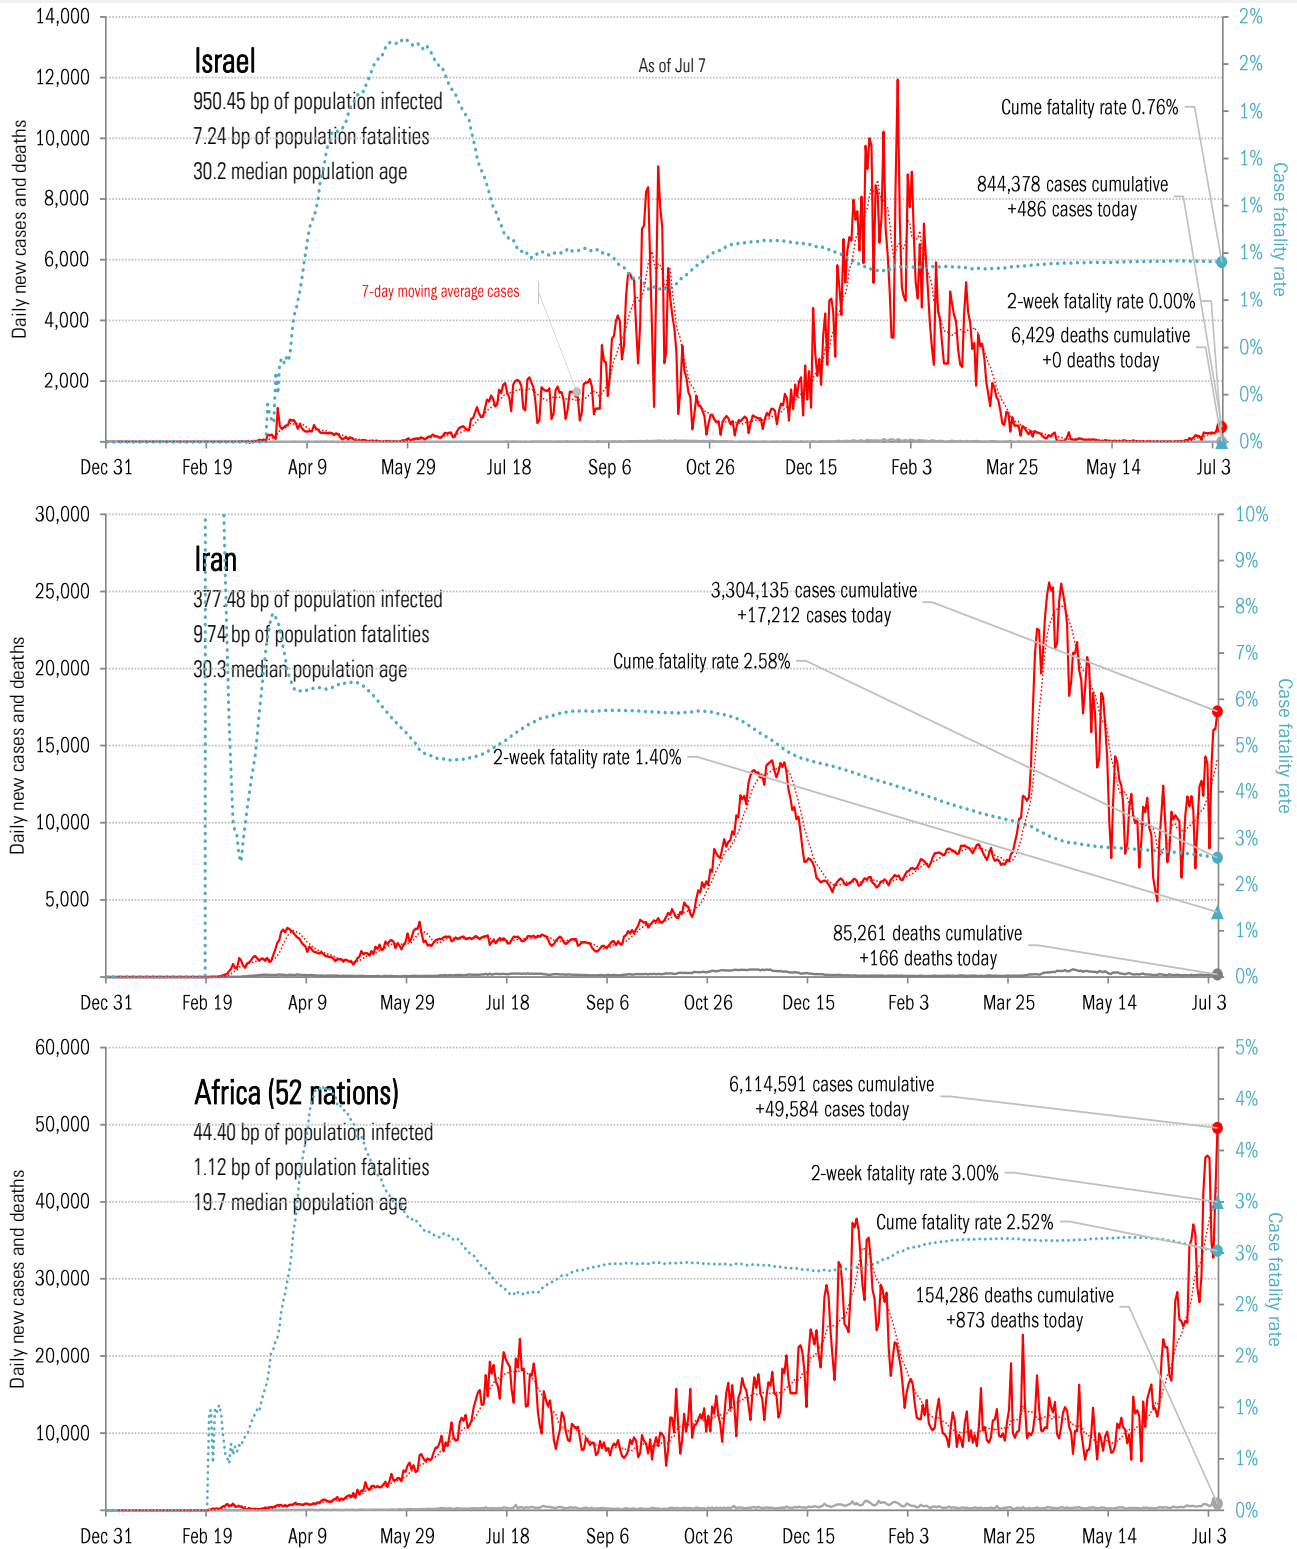 14,000
12,000
10,000
8,000
6,000
4,000
2,000
Daily new cases and deaths
Israel
950.45 bp of population infected
7.24 bp of population fatalities
30.2 median population age
As of Jul 7
7-day moving average cases
Cume fatality rate 0.76%
844,378 cases cumulative
+486 cases today
2-week fatality rate 0.00%
6,429 deaths cumulative
+0 deaths today
2%
2%
1%
1%
1%
1%
1%
0%
0%
0%
Case fatality rate
Dec 31
Feb 19
Apr 9
May 29
Jul 18
Sep 6
Oct 26
Dec 15
Feb 3
Mar 25
May 14
Jul 3
30,000
25,000
20,000
15,000
10,000
5,000
Daily new cases and deaths
Iran
377.48 bp of population infected
9.74 bp of population fatalities
30.3 median population age
3,304,135 cases cumulative
+17,212 cases today
Cume fatality rate 2.58%
2-week fatality rate 1.40%
85,261 deaths cumulative
+166 deaths today
10%
9%
8%
7%
6%
5%
4%
3%
2%
1%
0%
Case fatality rate
Dec 31
Feb 19
Apr 9
May 29
Jul 18
Sep 6
Oct 26
Dec 15
Feb 3
Mar 25
May 14
Jul 3
60,000
50,000
40,000
30,000
20,000
10,000
Daily new cases and deaths
Africa (52 nations)
44.40 bp of population infected
1.12 bp of population fatalities
19.7 median population age
6,114,591 cases cumulative
+49,584 cases today
2-week fatality rate 3.00%
Cume fatality rate 2.52%
154,286 deaths cumulative
+873 deaths today
5%
4%
4%
3%
3%
2%
2%
1%
1%
0%
Case fatality rate
Dec 31
Feb 19
Apr 9
May 29
Jul 18
Sep 6
Oct 26
Dec 15
Feb 3
Mar 25
May 14
Jul 3